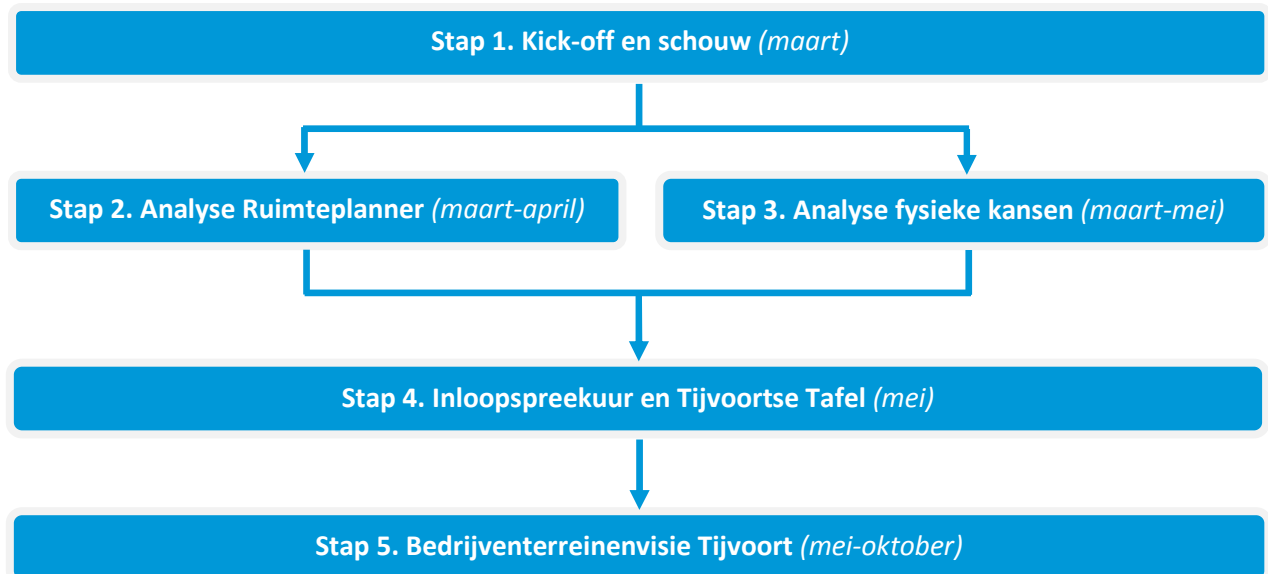 Stap 1. Kick-off en schouw (maart)
Stap 2. Analyse Ruimteplanner (maart-april)
Stap 3. Analyse fysieke kansen (maart-mei)
Stap 4. Inloopspreekuur en Tijvoortse Tafel (mei)
Stap 5. Bedrijventerreinenvisie Tijvoort (mei-oktober)